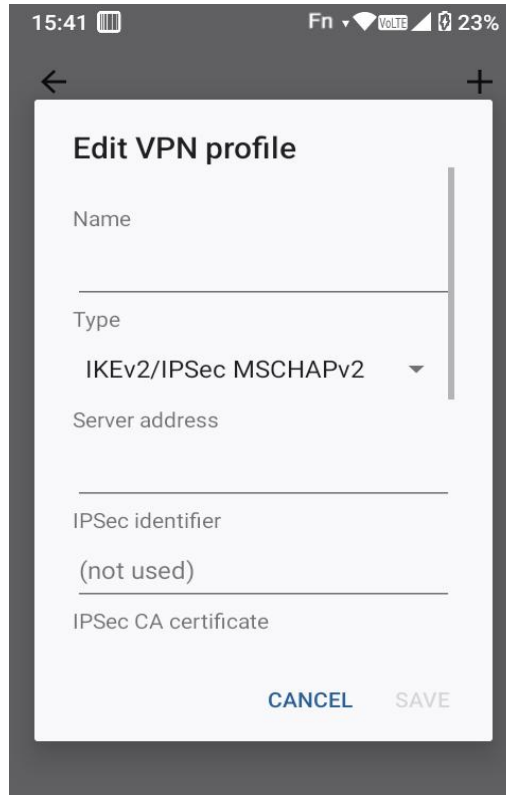 15:41 Fn VoLTE 23%
Edit VPN profile
Name
Type
IKEv2/IPSec MSCHAPv2
Server address
IPSec identifier
(not used)
IPSec CA certificate
CANCEL SAVE